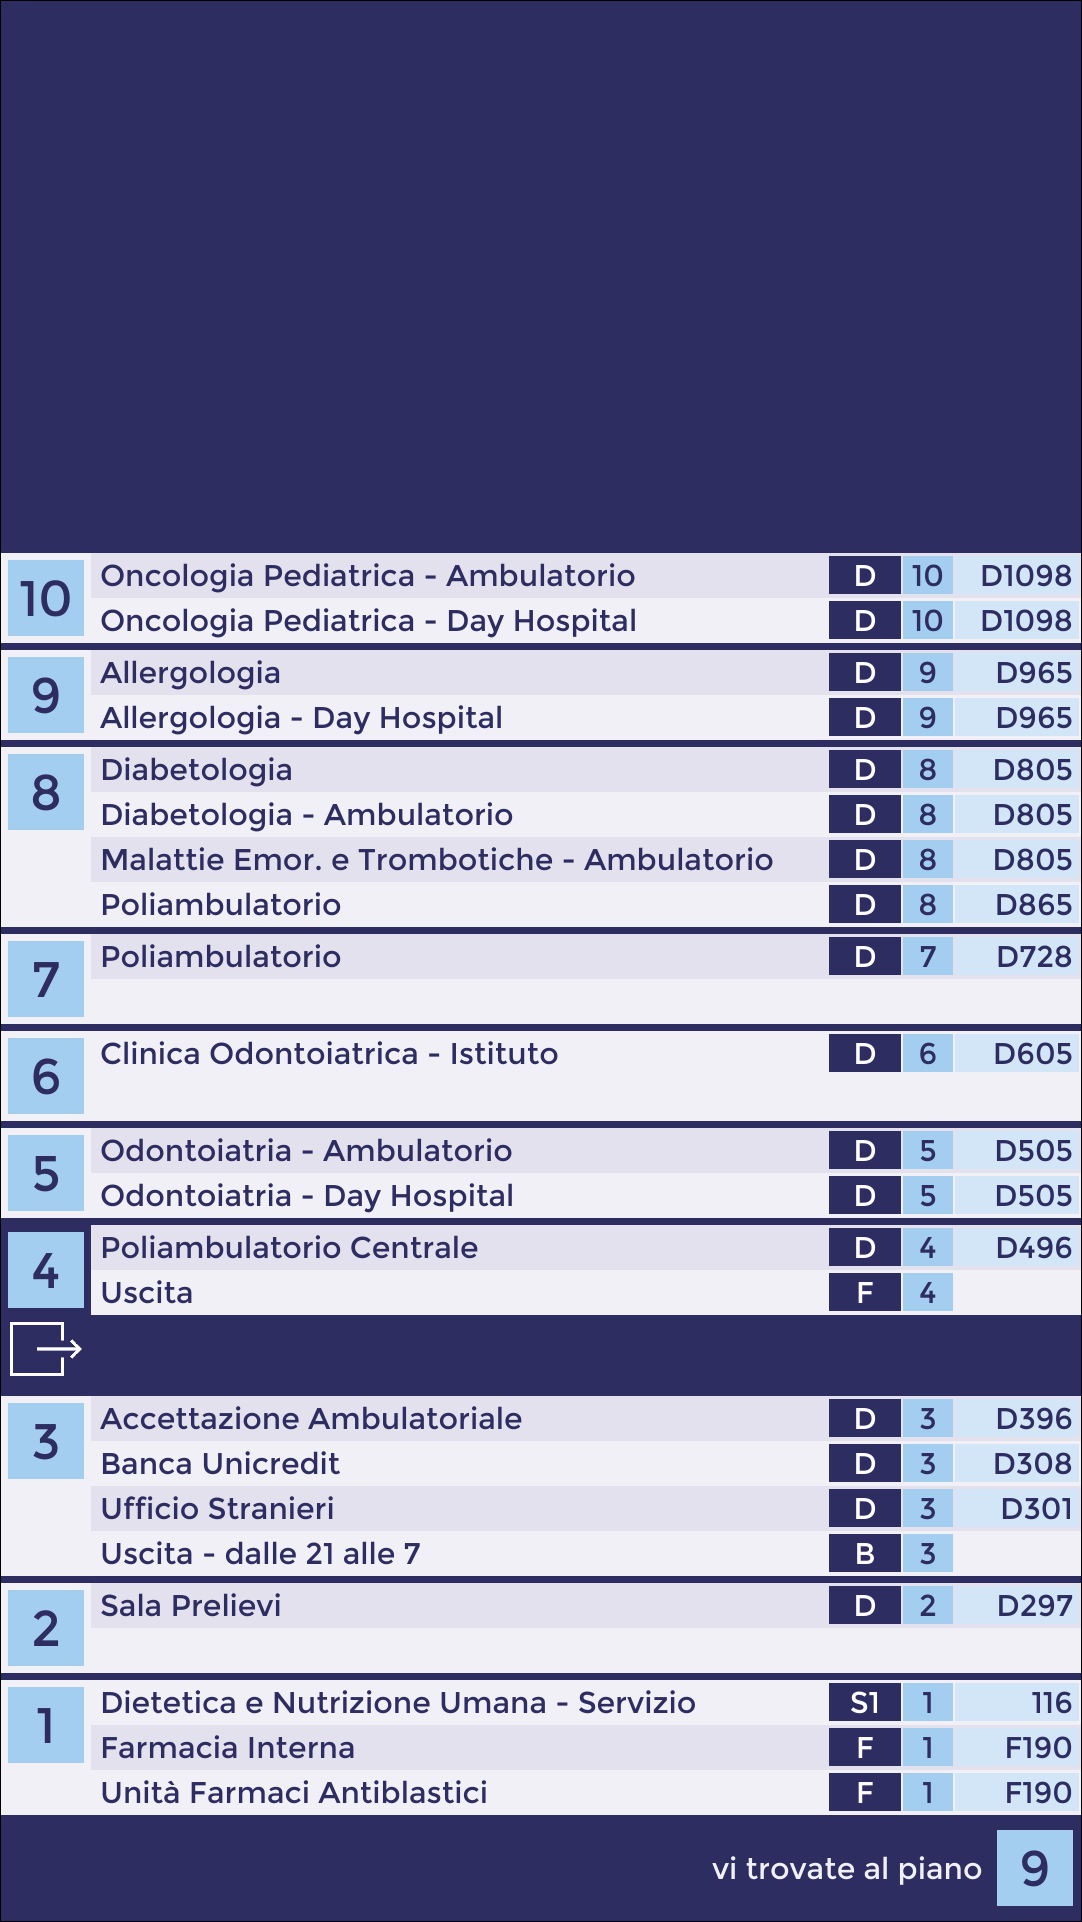 10
Oncologia Pediatrica - Ambulatorio D 10 D1098
Oncologia Pediatrica - Day Hospital D 10 D1098
9
Allergologia D 9 D965
Allergologia - Day Hospital D 9 D965
8
Diabetologia D 8 D805
Diabetologia - Ambulatorio D 8 D805
Malattie Emor. e Trombotiche - Ambulatorio D 8 D805
Poliambulatorio D 8 D865
7
Poliambulatorio D 7 D728
6
Clinica Odontoiatrica - Istituto D 6 D605
5
Odontoiatria - Ambulatorio D 5 D505
Odontoiatria - Day Hospital D 5 D505
4
Poliambulatorio Centrale D 4 D496
Uscita F 4
3
Accettazione Ambulatoriale D 3 D396
Banca Unicredit D 3 D308
Ufficio Stranieri D 3 D301
Uscita - dalle 21 alle 7 B 3
2
Sala Prelievi D 2 D297
1
Dietetica e Nutrizione Umana - Servizio S1 1 116
Farmacia Interna F 1 F190
Unità Farmaci Antiblastici F 1 F190
vi trovate al piano 9